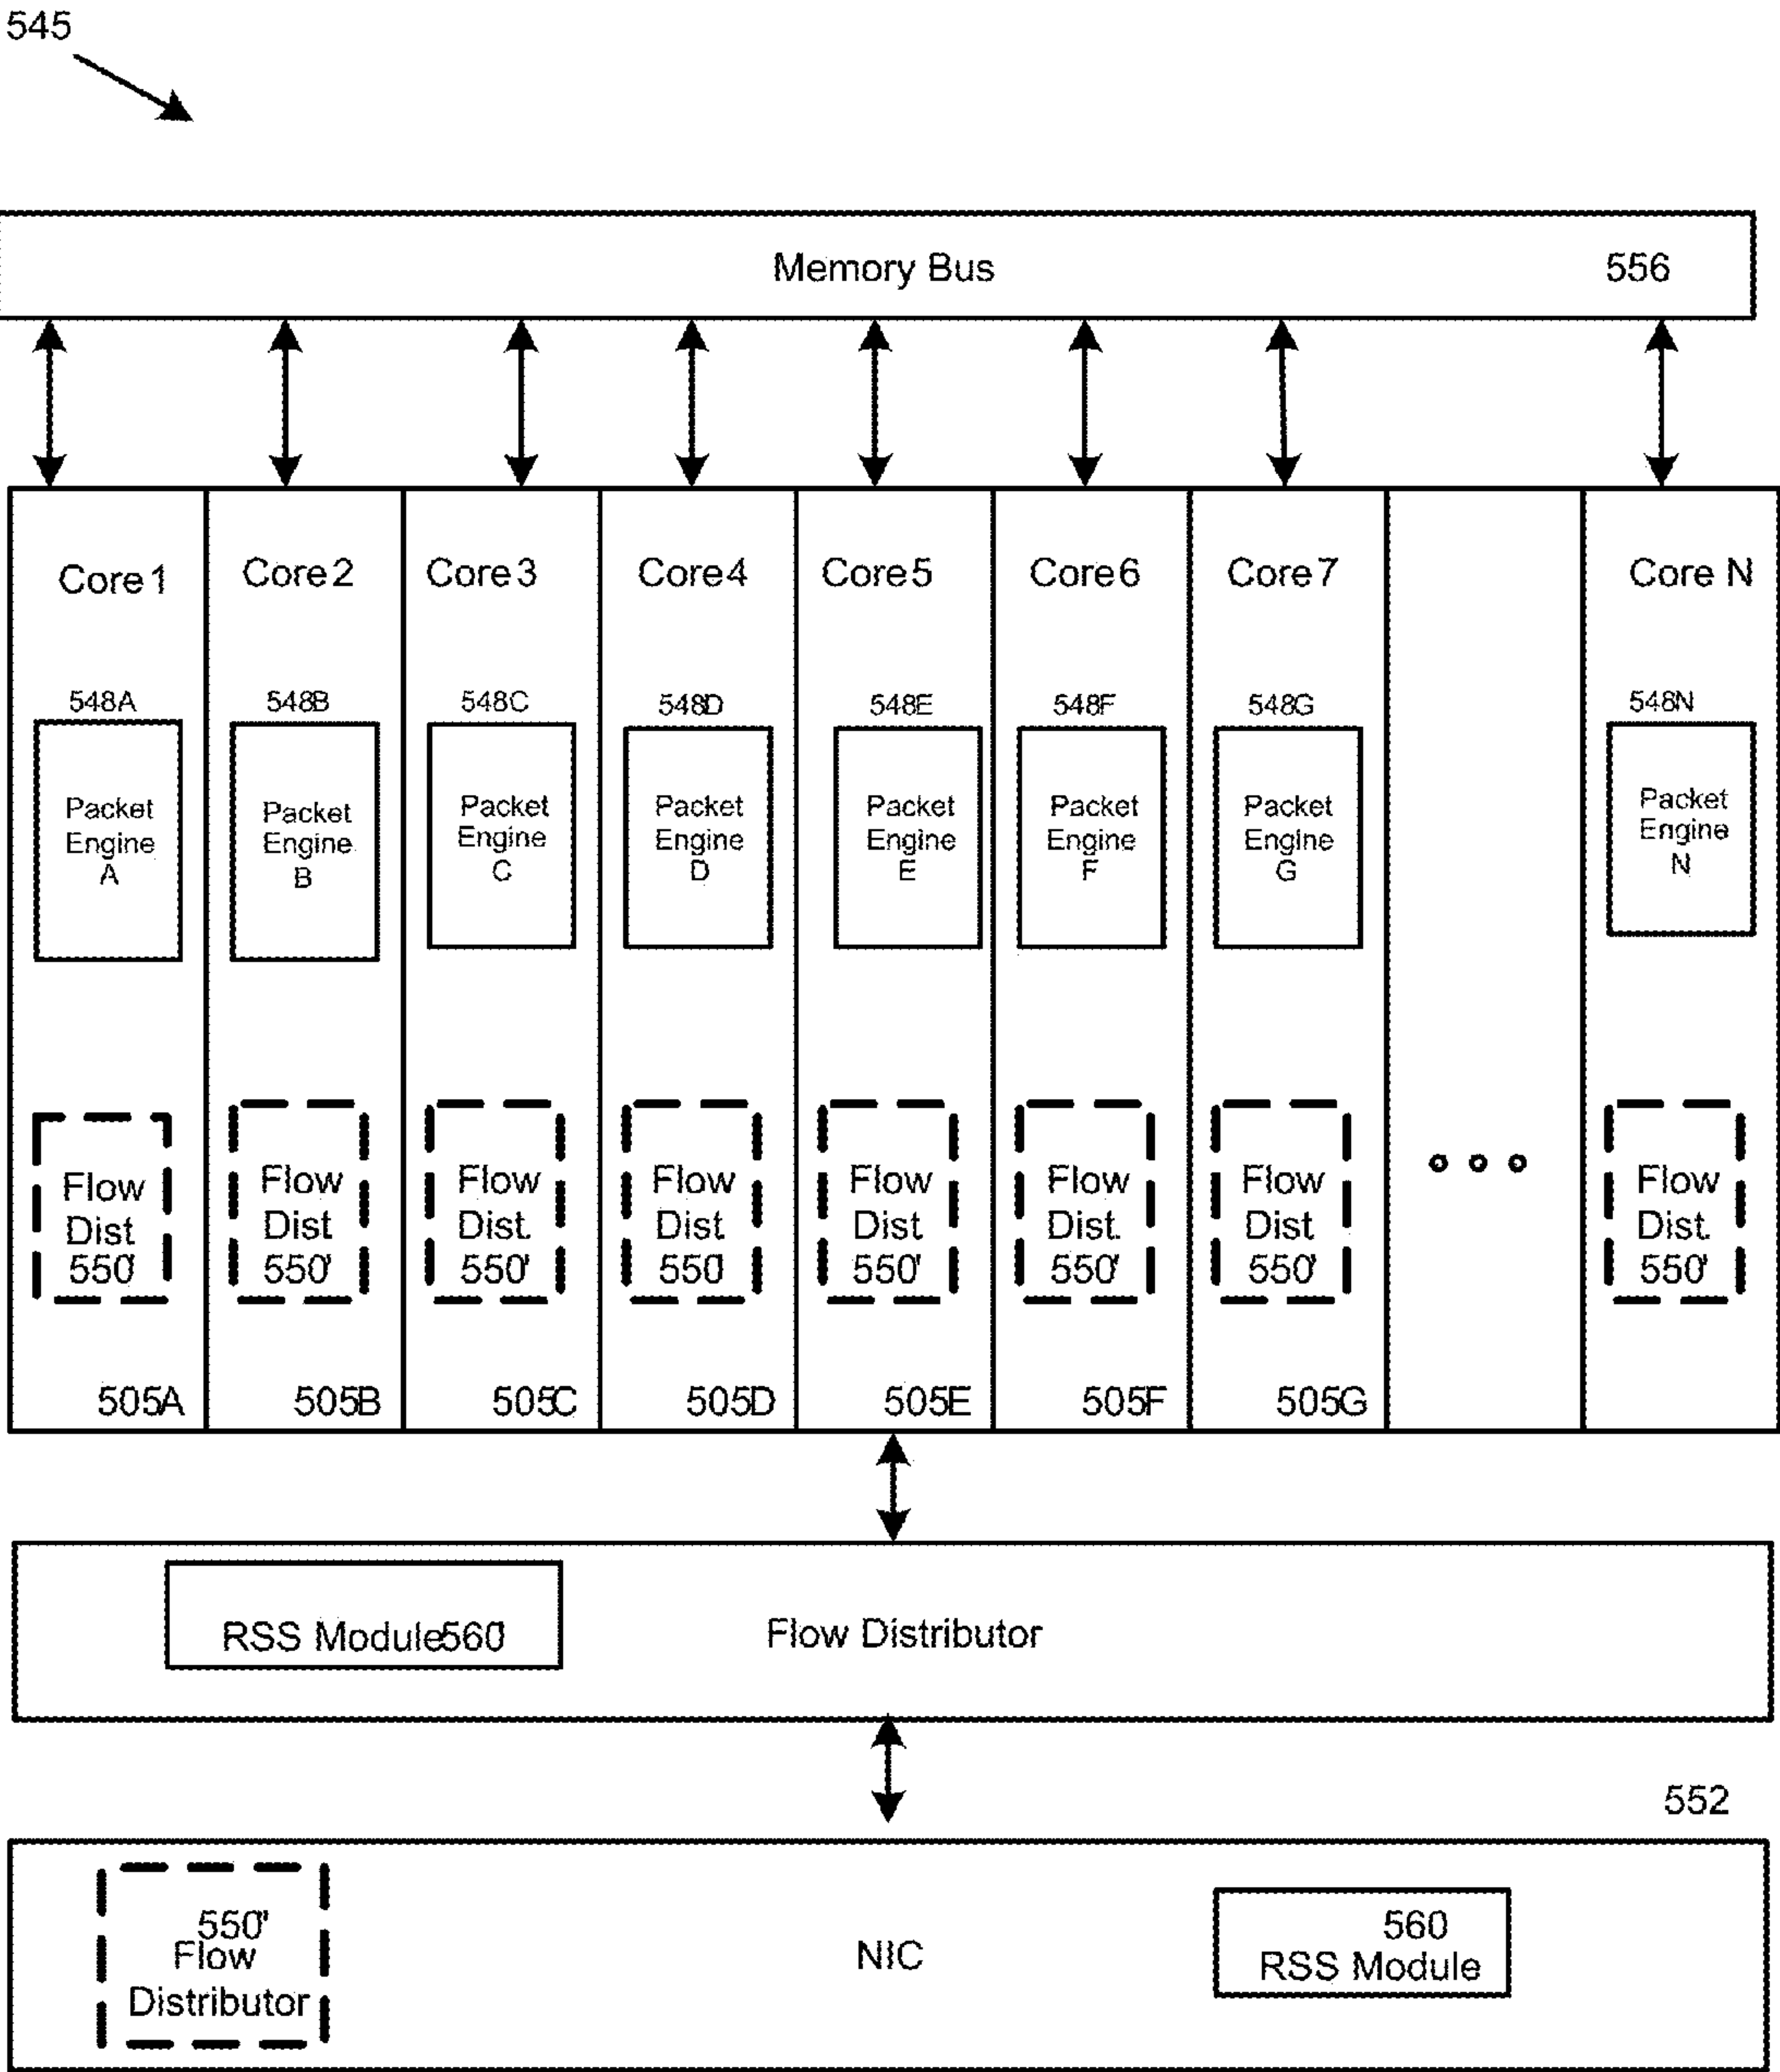 545
Memory Bus 556
Core 1 Core 2 Core 3 Core 4 Core 5 Core 6 Core 7 Core N
548A 548B 548C 548D 548E 548F 548G 548N
Packet Packet Packet Packet Packet Packet Packet Packet
Engine Engine Engine Engine Engine Engine Engine Engine
A B C D E F G N
Flow Flow Flow Flow Flow Flow Flow Flow
Dist Dist. Dist. Dist. Dist. Dist. Dist Dist.
550' 550' 550' 550' 550' 550' 550' 550'
505A 505B 505C 505D 505E 505F 505G
RSS Module 560' Flow Distributor
552
550'
Flow
Distributor
NIC
560
RSS Module